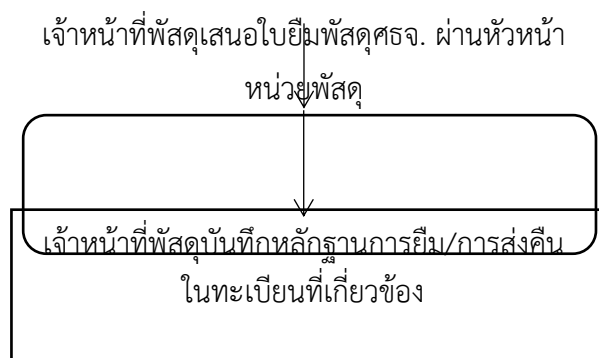 เจ้าหน้าที่พัสดุเสนอใบยืมพัสดุศธจ. ผ่านหัวหน้า
หน่วยพัสดุ
เจ้าหน้าที่พัสดุบันทึกหลักฐานการยืม/การส่งคืน
ในทะเบียนที่เกี่ยวข้อง